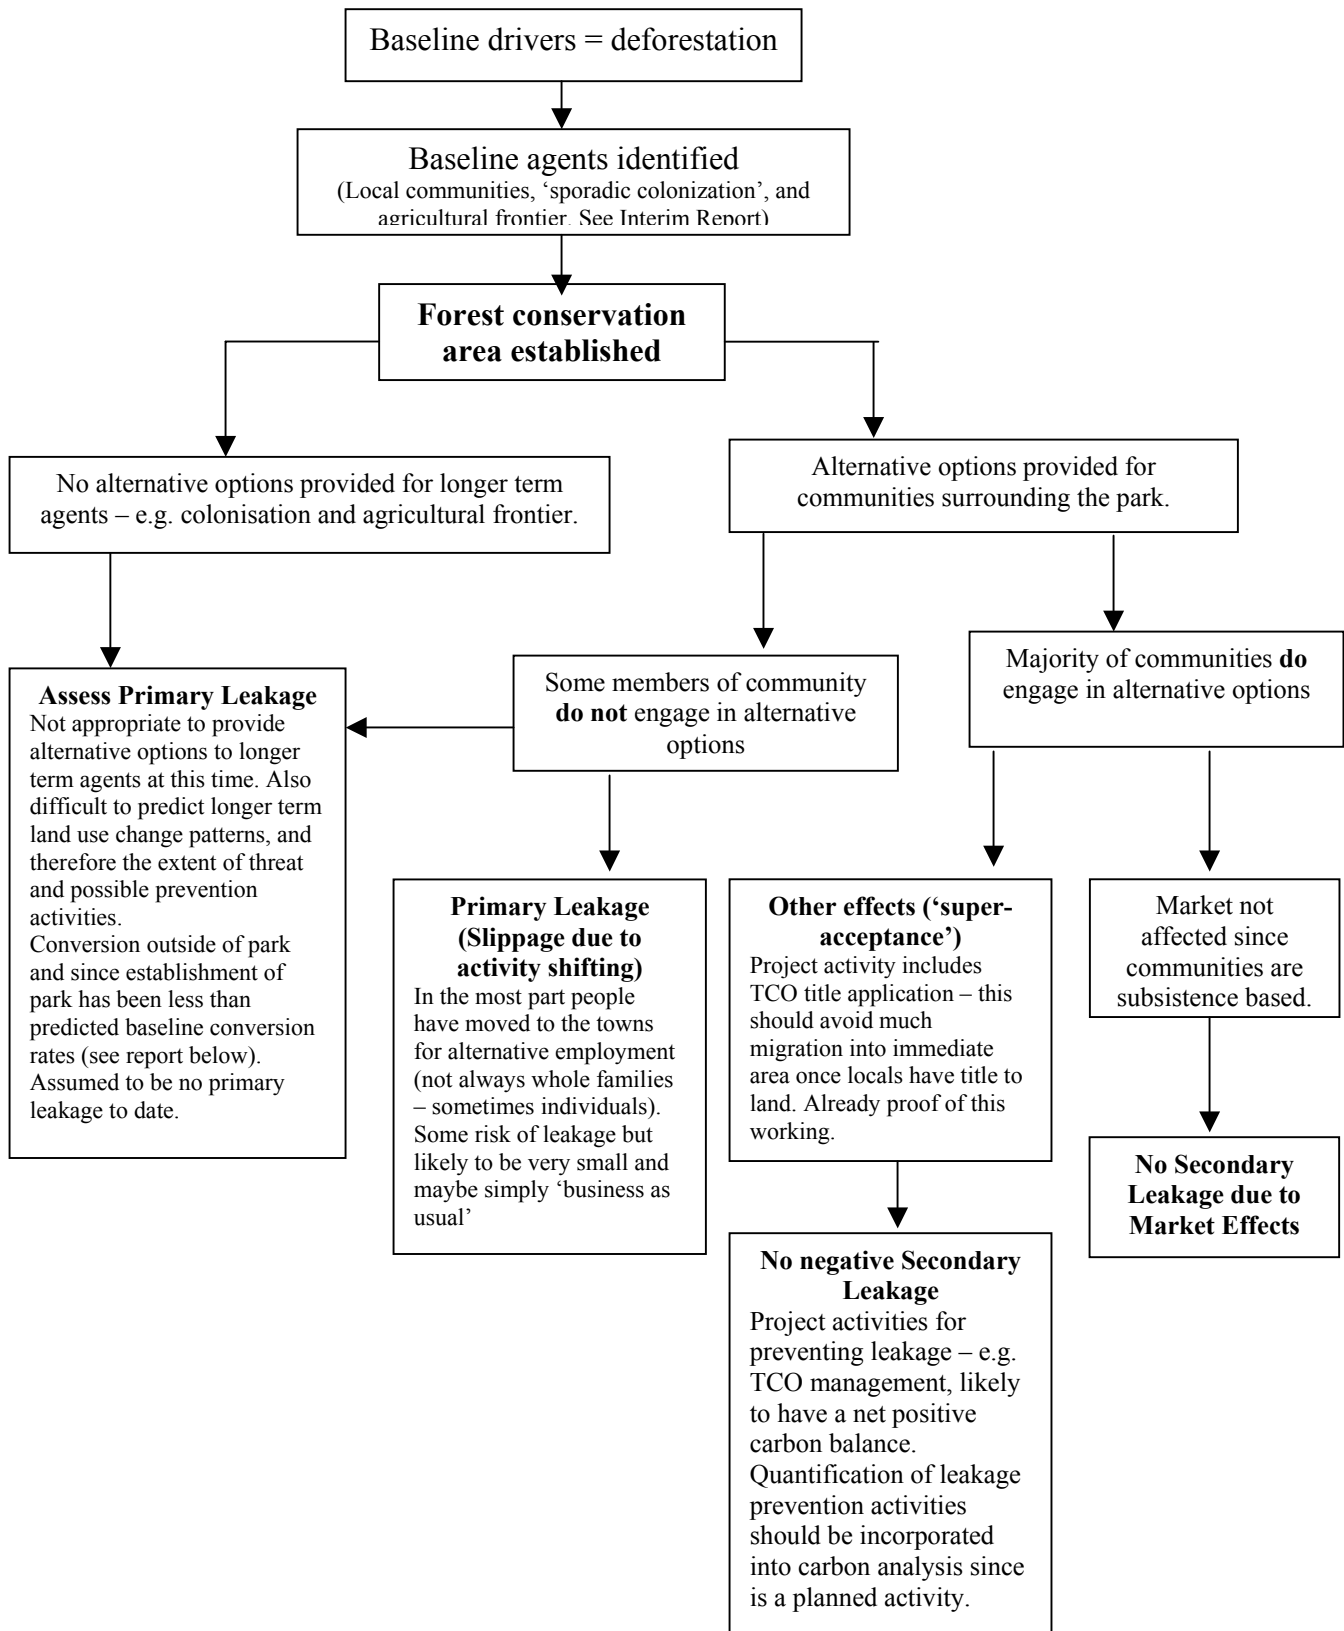 Baseline drivers = deforestation
Baseline agents identified
(Local communities, ‘sporadic colonization’, and
agricultural frontier. See Interim Report)
Forest conservation
area established
No alternative options provided for longer term
agents – e.g. colonisation and agricultural frontier.
Alternative options provided for
communities surrounding the park.
Assess Primary Leakage
Not appropriate to provide
alternative options to longer
term agents at this time. Also
difficult to predict longer term
land use change patterns, and
therefore the extent of threat
and possible prevention
activities.
Conversion outside of park
and since establishment of
park has been less than
predicted baseline conversion
rates (see report below).
Assumed to be no primary
leakage to date.
Some members of community
do not engage in alternative
options
Majority of communities do
engage in alternative options
Primary Leakage
(Slippage due to
activity shifting)
In the most part people
have moved to the towns
for alternative employment
(not always whole families
– sometimes individuals).
Some risk of leakage but
likely to be very small and
maybe simply ‘business as
usual’
Other effects (‘super-
acceptance’)
Project activity includes
TCO title application – this
should avoid much
migration into immediate
area once locals have title to
land. Already proof of this
working.
Market not
affected since
communities are
subsistence based.
No Secondary
Leakage due to
Market Effects
No negative Secondary
Leakage
Project activities for
preventing leakage – e.g.
TCO management, likely
to have a net positive
carbon balance.
Quantification of leakage
prevention activities
should be incorporated
into carbon analysis since
is a planned activity.